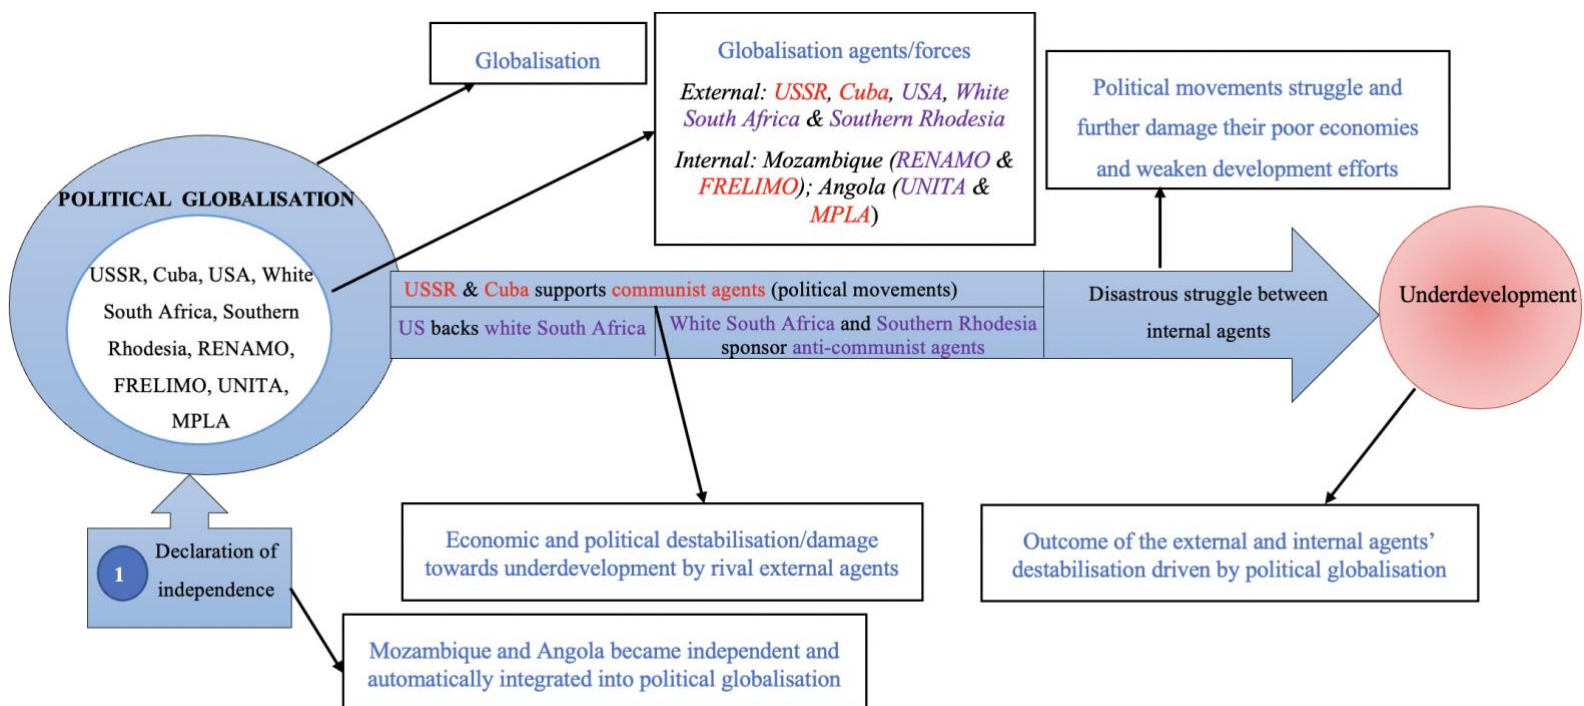 Globalisation
Globalisation agents/forces
External: USSR, Cuba, USA, White
South Africa & Southern Rhodesia
Internal: Mozambique (RENAMO &
FRELIMO); Angola (UNITA &
MPLA)
Political movements struggle and
further damage their poor economies
and weaken development efforts
POLITICAL GLOBALISATION
USSR, Cuba, USA, White
South Africa, Southern
Rhodesia, RENAMO,
FRELIMO, UNITA,
MPLA
USSR & Cuba supports communist agents (political movements)
US backs white South Africa
White South Africa and Southern Rhodesia
sponsor anti-communist agents
Disastrous struggle between
internal agents
Underdevelopment
1
Declaration of
independence
Economic and political destabilisation/damage
towards underdevelopment by rival external agents
Outcome of the external and internal agents’
destabilisation driven by political globalisation
Mozambique and Angola became independent and
automatically integrated into political globalisation